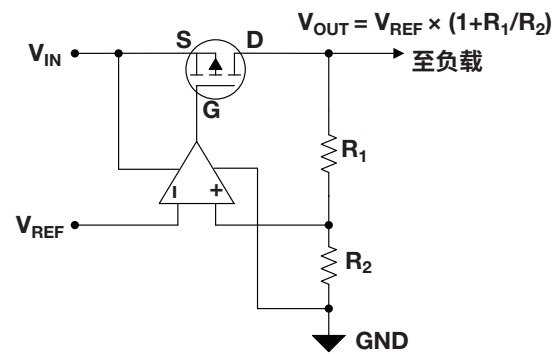 V_OUT = V_REF × (1+R_1/R_2)
S D
V_IN
至负载
G
R_1
I +
V_REF
R_2
GND